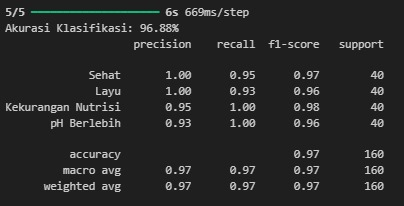 5/5 ━━━━━━━━━━━━━━━━━━━━ 6s 669ms/step
Akurasi Klasifikasi: 96.88%
precision recall f1-score support
Sehat 1.00 0.95 0.97 40
Layu 1.00 0.93 0.96 40
Kekurangan Nutrisi 0.95 1.00 0.98 40
pH Berlebih 0.93 1.00 0.96 40
accuracy 0.97 160
macro avg 0.97 0.97 0.97 160
weighted avg 0.97 0.97 0.97 160